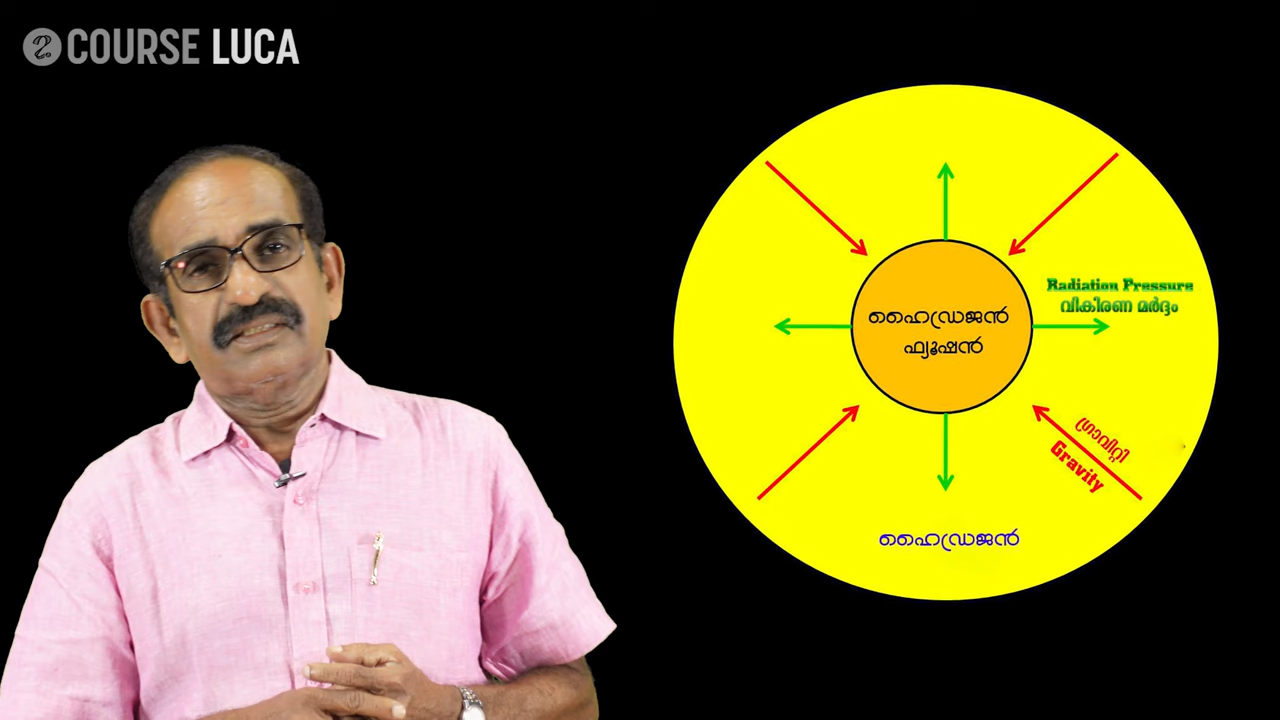 COURSE LUCA
ഹൈഡ്രജൻ
ഫ്യൂഷൻ
Radiation Pressure
വികിരണ മർദ്ദം
ഗ്രാവിറ്റി
Gravity
ഹൈഡ്രജൻ